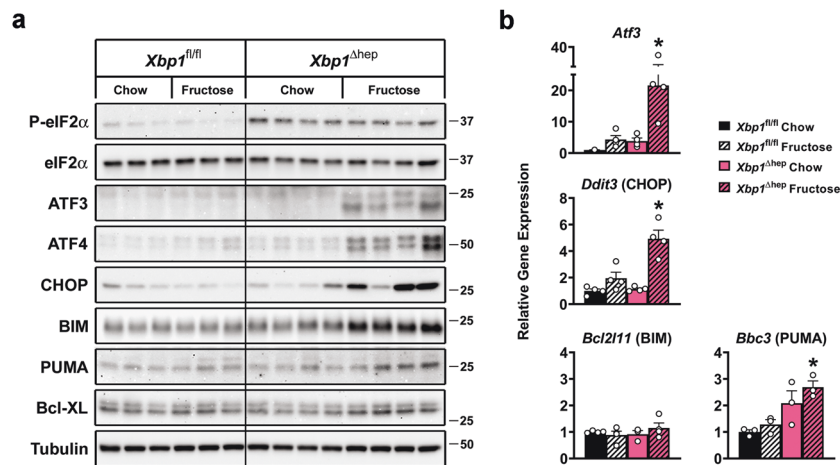 a
Xbp1fl/fl
Xbp1Δhep
Chow
Fructose
Chow
Fructose
P-eIF2α
37
eIF2α
37
ATF3
25
ATF4
50
CHOP
25
BIM
25
PUMA
25
Bcl-XL
25
Tubulin
50
b
Relative Gene Expression
Atf3
40
20
10
0
*
Ddit3 (CHOP)
8
6
4
2
0
*
Bcl2l11 (BIM)
4
3
2
1
0
Bbc3 (PUMA)
4
3
2
1
0
*
Xbp1fl/fl Chow
Xbp1fl/fl Fructose
Xbp1Δhep Chow
Xbp1Δhep Fructose